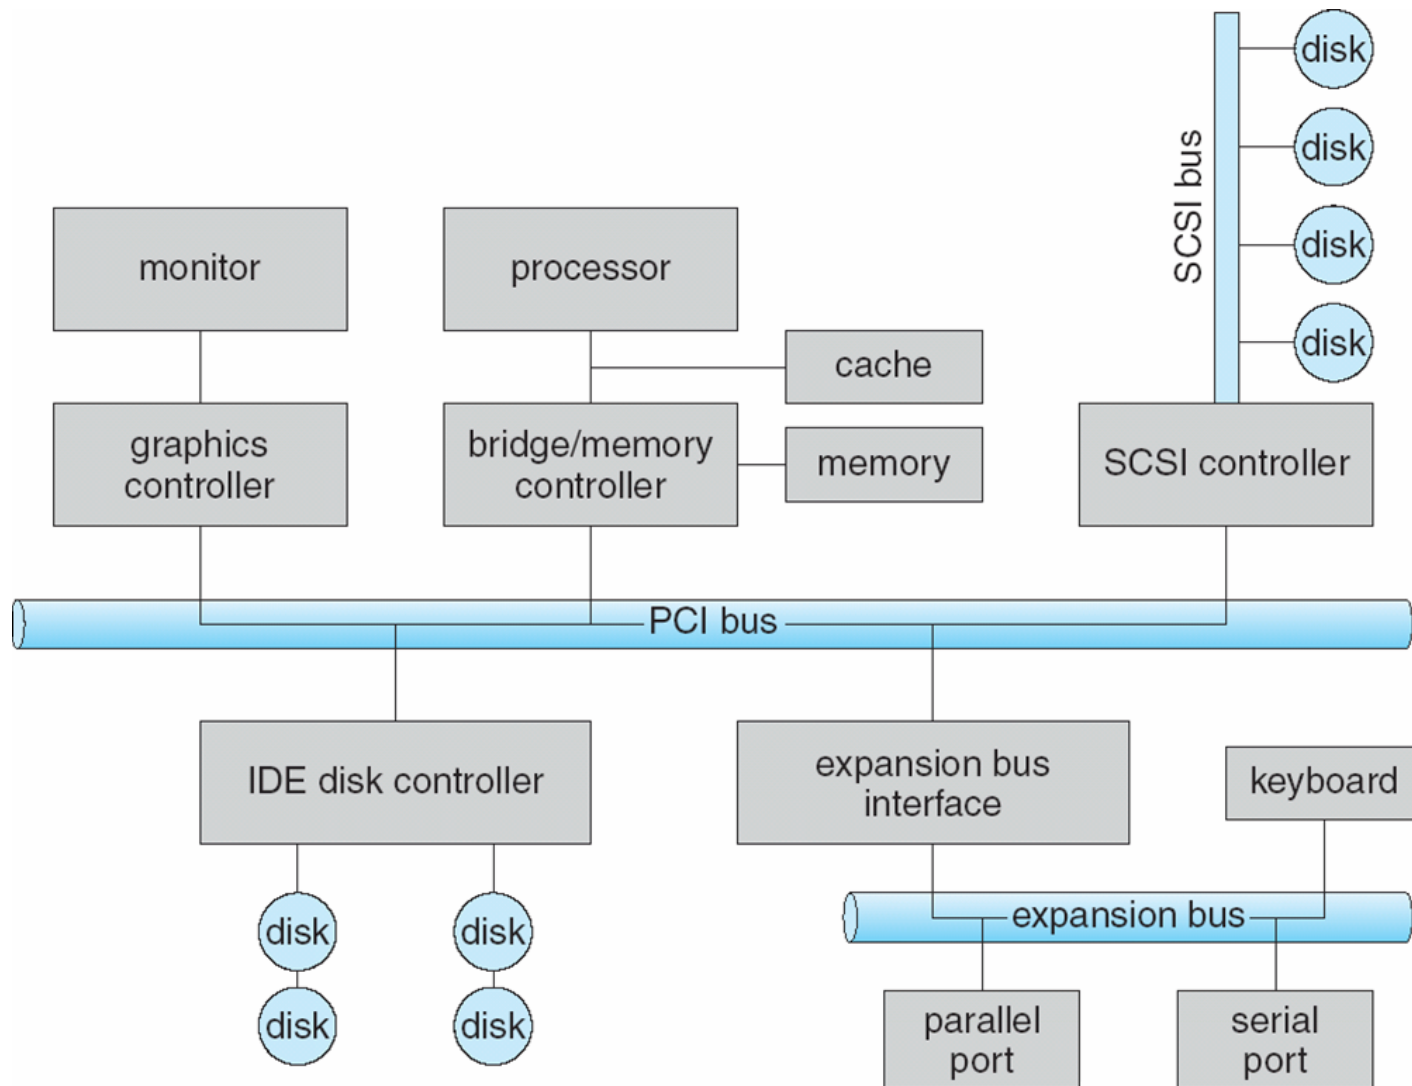 disk
disk
disk
disk
SCSI bus
monitor
processor
cache
graphics
controller
bridge/memory
controller
memory
SCSI controller
PCI bus
IDE disk controller
expansion bus
interface
keyboard
disk
disk
disk
disk
expansion bus
parallel
port
serial
port